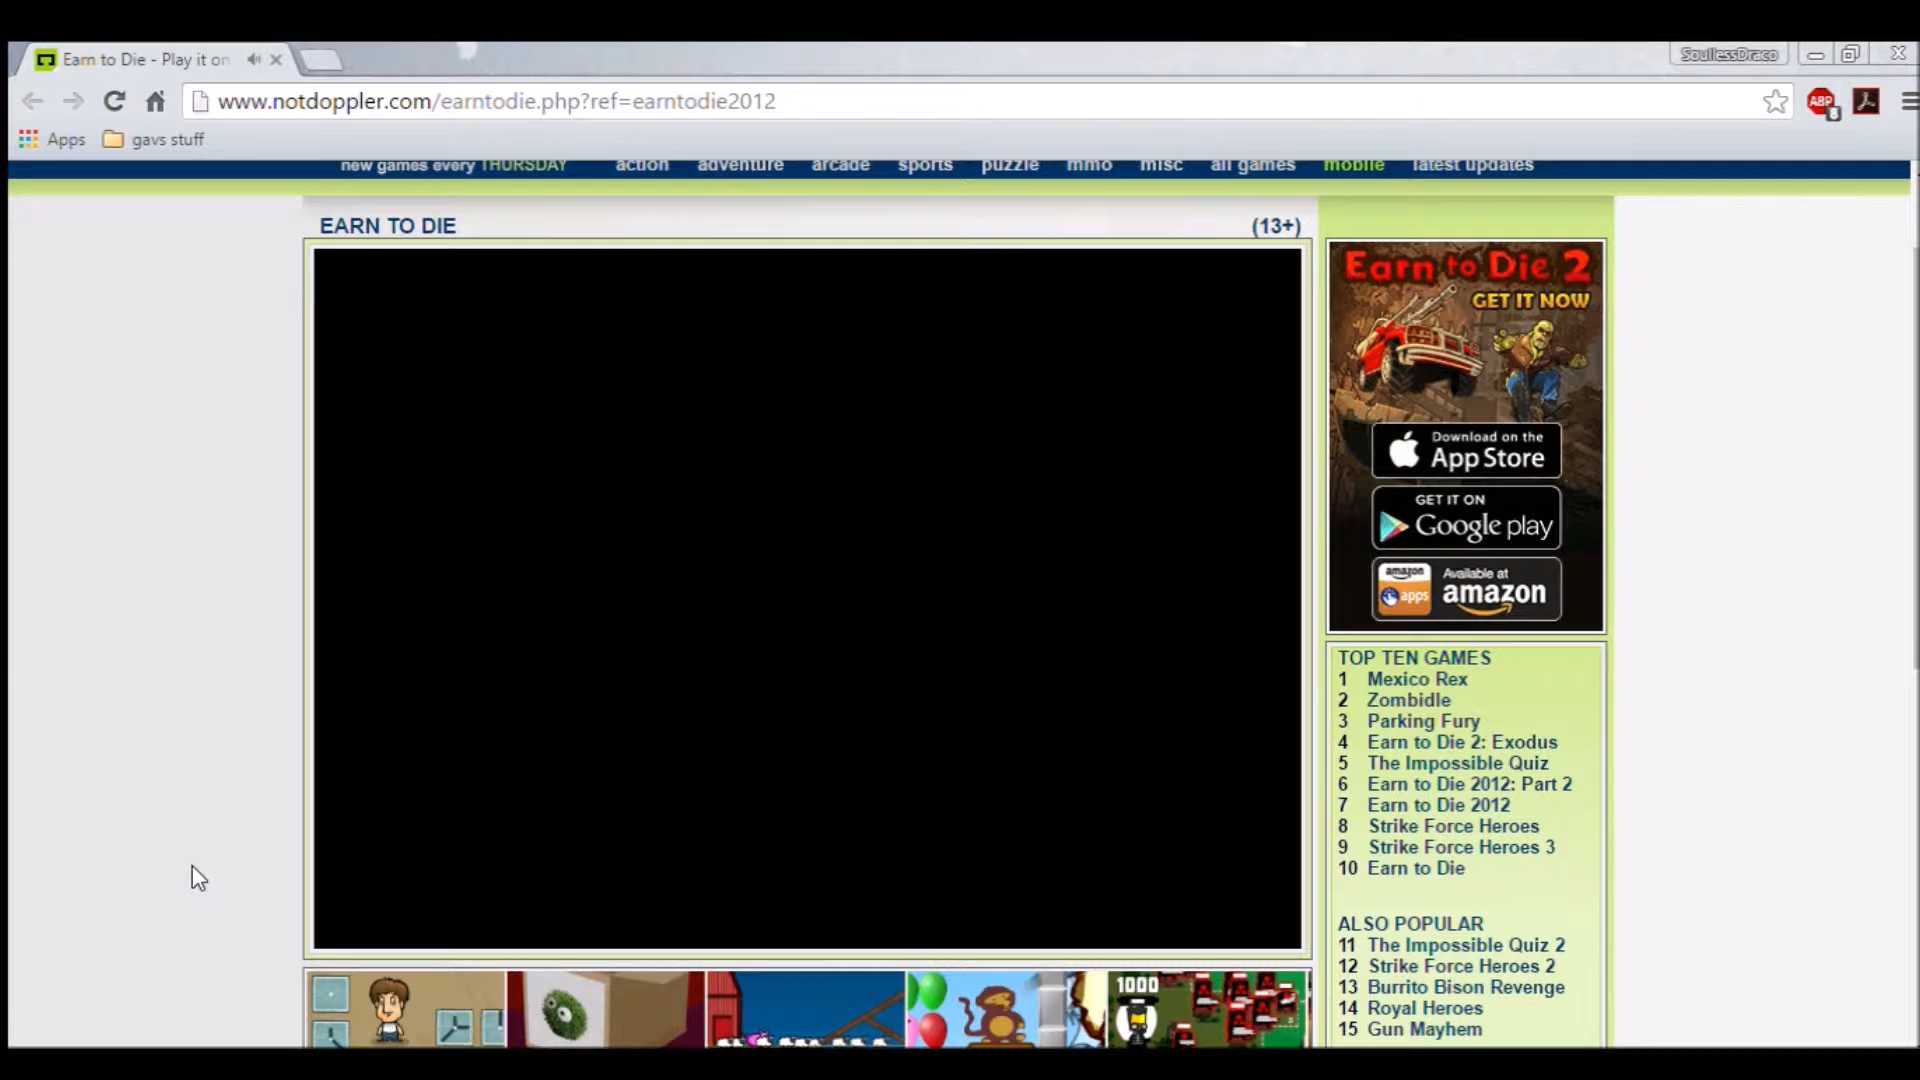 Earn to Die - Play it on
SoullessDraco
www.notdoppler.com/earntodie.php?ref=earntodie2012
ABP
8
Apps
gavs stuff
new games every THURSDAY
action
adventure
arcade
sports
puzzle
mmo
misc
all games
mobile
latest updates
EARN TO DIE
(13+)
Earn to Die 2
GET IT NOW
Download on the
App Store
GET IT ON
Google play
amazon
apps
Available at
amazon
TOP TEN GAMES
1 Mexico Rex
2 Zombidle
3 Parking Fury
4 Earn to Die 2: Exodus
5 The Impossible Quiz
6 Earn to Die 2012: Part 2
7 Earn to Die 2012
8 Strike Force Heroes
9 Strike Force Heroes 3
10 Earn to Die
ALSO POPULAR
11 The Impossible Quiz 2
12 Strike Force Heroes 2
13 Burrito Bison Revenge
14 Royal Heroes
15 Gun Mayhem
1000